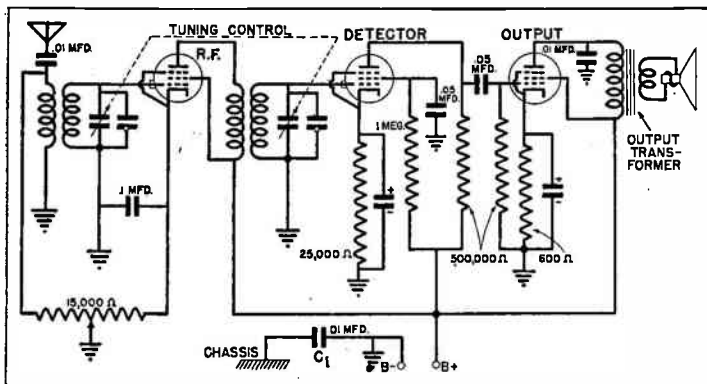 TUNING CONTROL
DETECTOR
OUTPUT
.01 MFD.
R.F.
.05
MFD.
.01 MFD.
.05
MFD.
1 MEG.
OUTPUT
TRANS-
FORMER
.1 MFD.
25,000 Ω
500,000 Ω
600 Ω
15,000 Ω
CHASSIS
.01 MFD.
C1
B-
B+